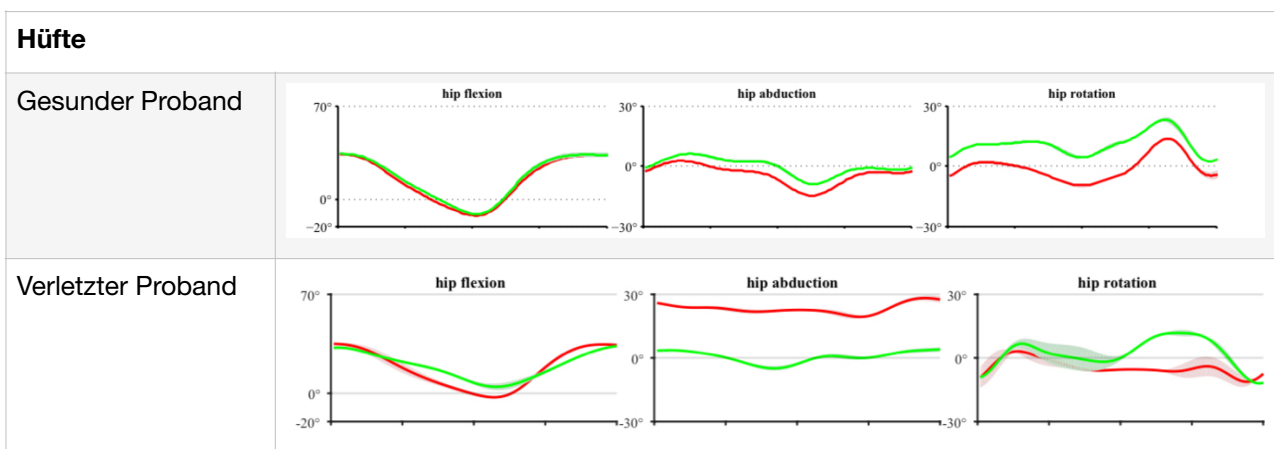 Hüfte
Gesunder Proband
hip flexion
70°
0°
−20°
hip abduction
30°
0°
−30°
hip rotation
30°
0°
−30°
Verletzter Proband
hip flexion
70°
0°
-20°
hip abduction
30°
0°
-30°
hip rotation
30°
0°
-30°